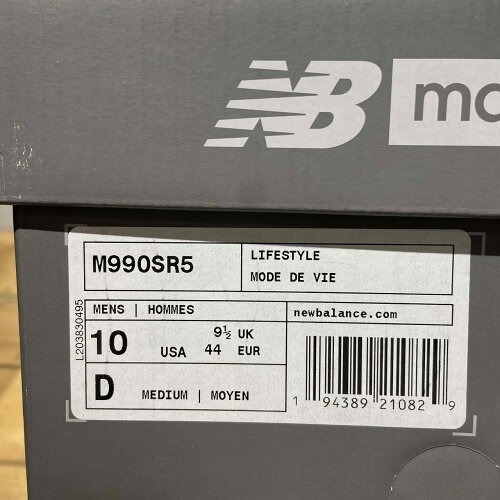 NB
M990SR5
LIFESTYLE
MODE DE VIE
MENS | HOMMES
10 USA
9½ UK
44 EUR
D MEDIUM | MOYEN
newbalance.com
1 94389 21082 9
L203830495